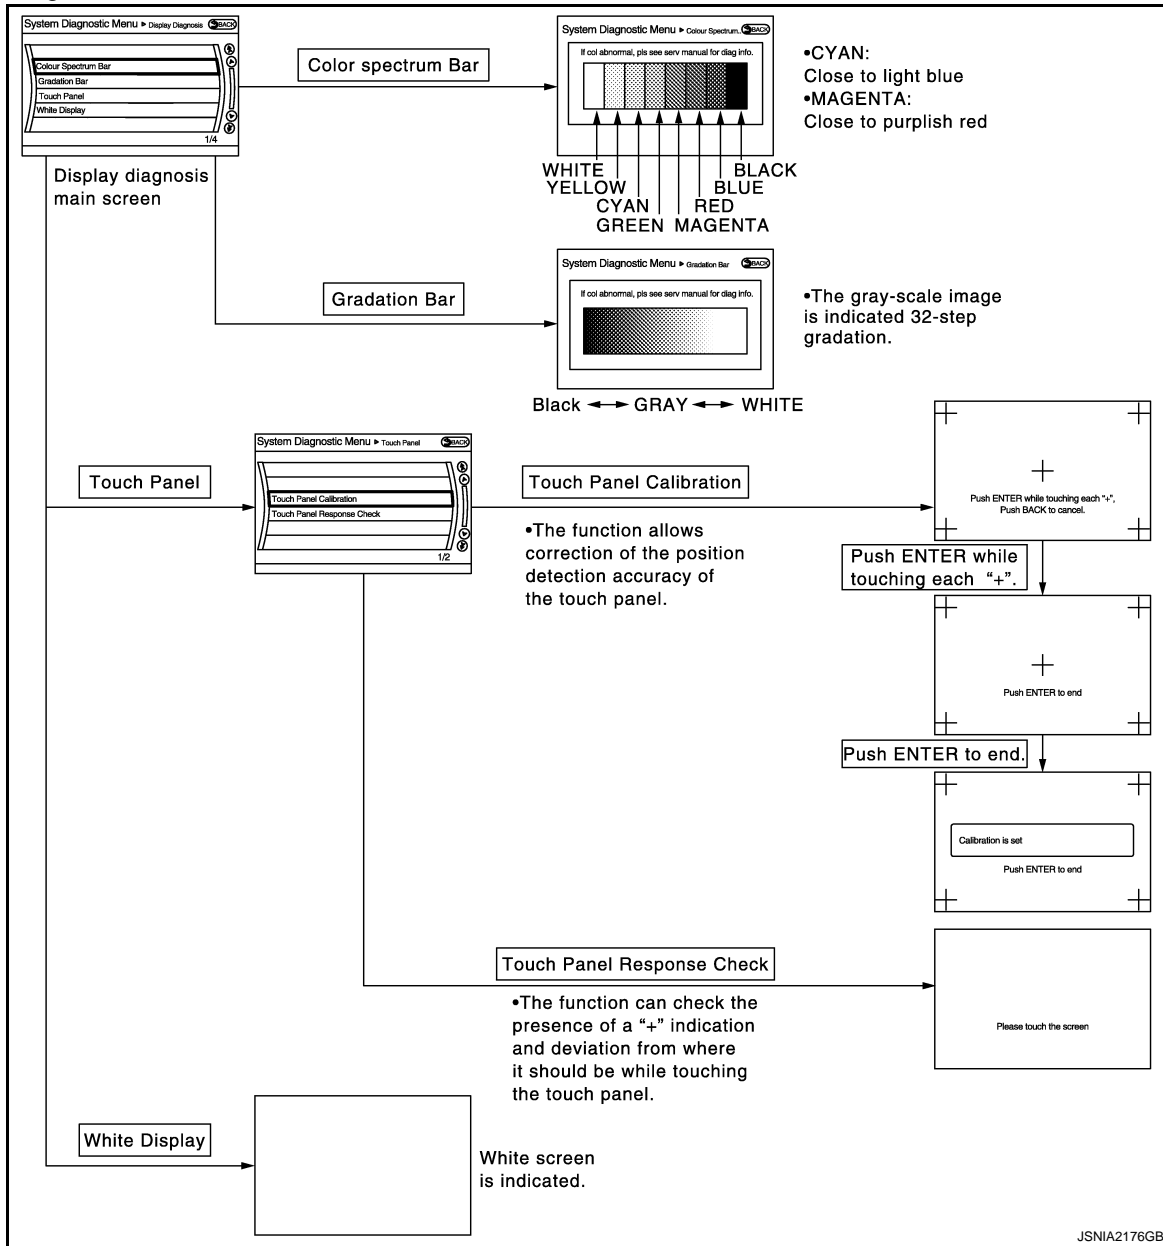 System Diagnostic Menu ▶ Display Diagnosis BACK
Colour Spectrum Bar
Gradation Bar
Touch Panel
White Display
1/4
Display diagnosis
main screen
Color spectrum Bar
System Diagnostic Menu ▶ Colour Spectrum.. BACK
If col abnormal, pls see serv manual for diag info.
WHITE BLACK
YELLOW BLUE
CYAN RED
GREEN MAGENTA
•CYAN:
Close to light blue
•MAGENTA:
Close to purplish red
Gradation Bar
System Diagnostic Menu ▶ Gradation Bar BACK
If col abnormal, pls see serv manual for diag info.
Black ◄─► GRAY ◄─► WHITE
•The gray-scale image
is indicated 32-step
gradation.
Touch Panel
System Diagnostic Menu ▶ Touch Panel BACK
Touch Panel Calibration
Touch Panel Response Check
1/2
Touch Panel Calibration
•The function allows
correction of the position
detection accuracy of
the touch panel.
Push ENTER while touching each "+",
Push BACK to cancel.
Push ENTER while
touching each "+".
Push ENTER to end
Push ENTER to end.
Calibration is set
Push ENTER to end
Touch Panel Response Check
•The function can check the
presence of a "+" indication
and deviation from where
it should be while touching
the touch panel.
Please touch the screen
White Display
White screen
is indicated.
JSNIA2176GB